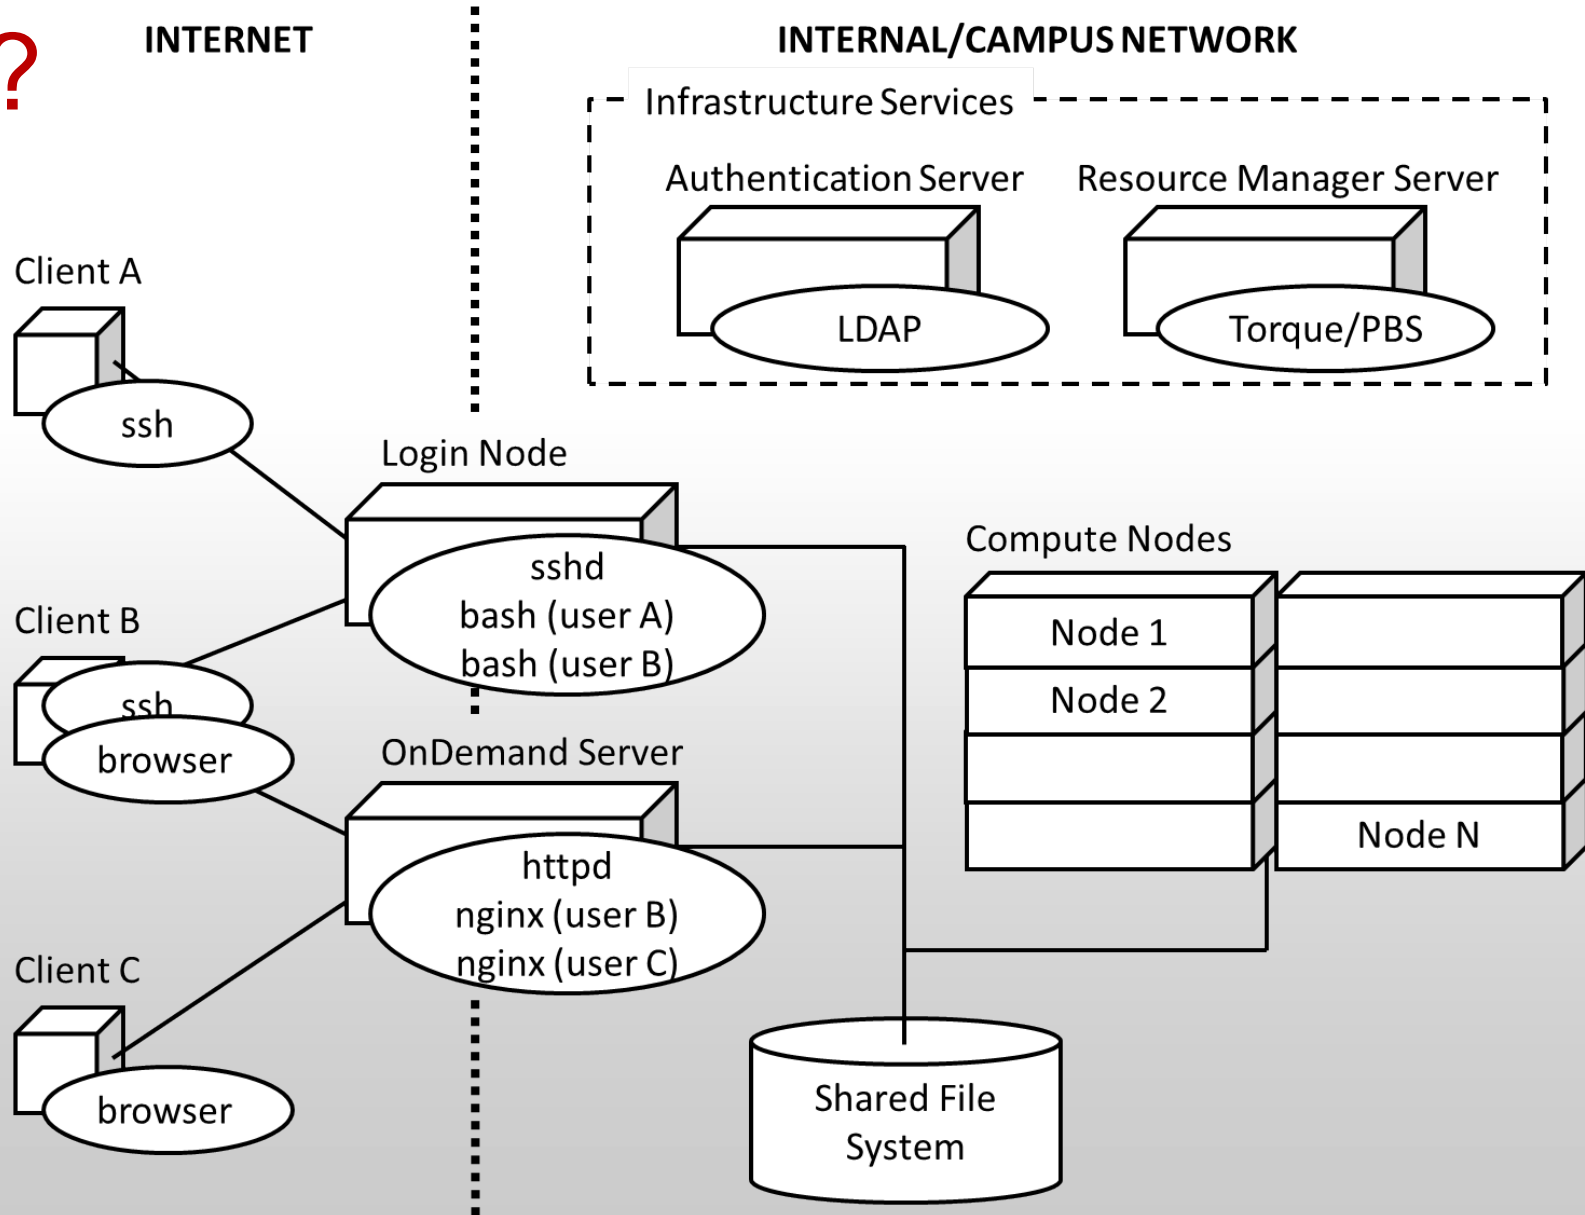 ?
INTERNET
INTERNAL/CAMPUS NETWORK
Infrastructure Services
Authentication Server
Resource Manager Server
LDAP
Torque/PBS
Client A
ssh
Login Node
sshd
bash (user A)
bash (user B)
Client B
ssh
browser
OnDemand Server
httpd
nginx (user B)
nginx (user C)
Client C
browser
Compute Nodes
Node 1
Node 2
Node N
Shared File
System